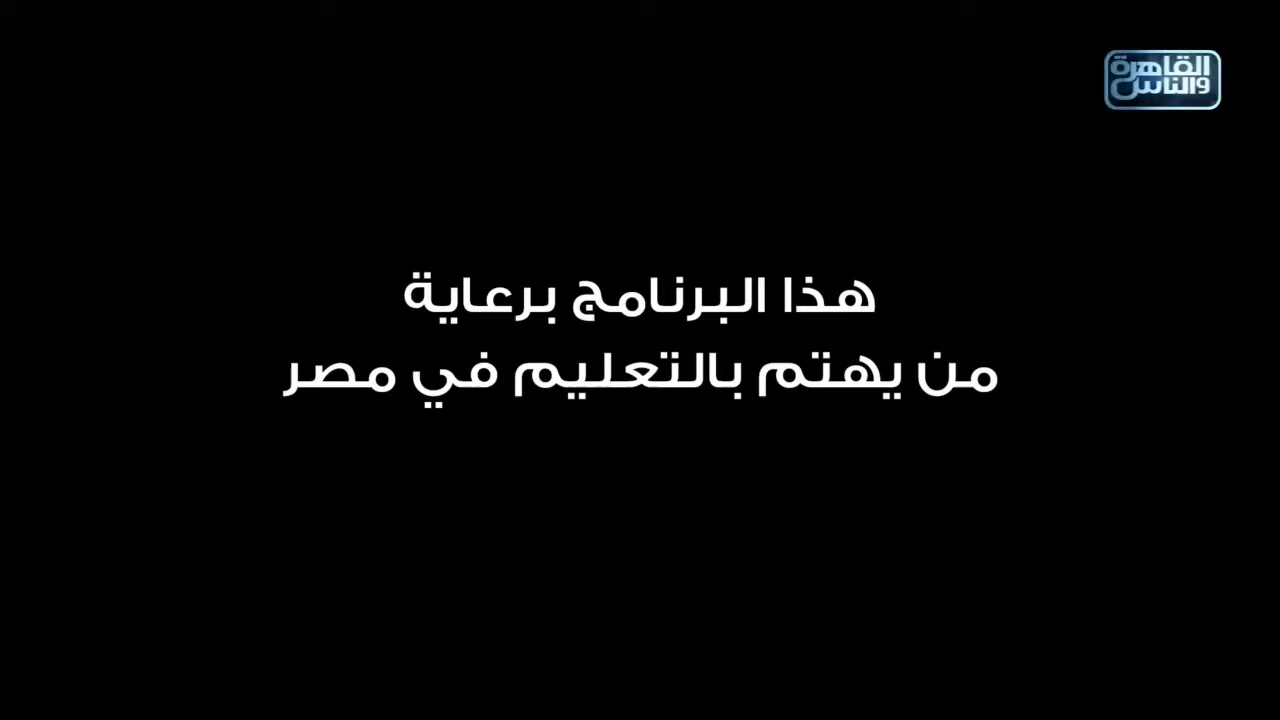 القاهرة
والناس
هذا البرنامج برعاية
من يهتم بالتعليم في مصر